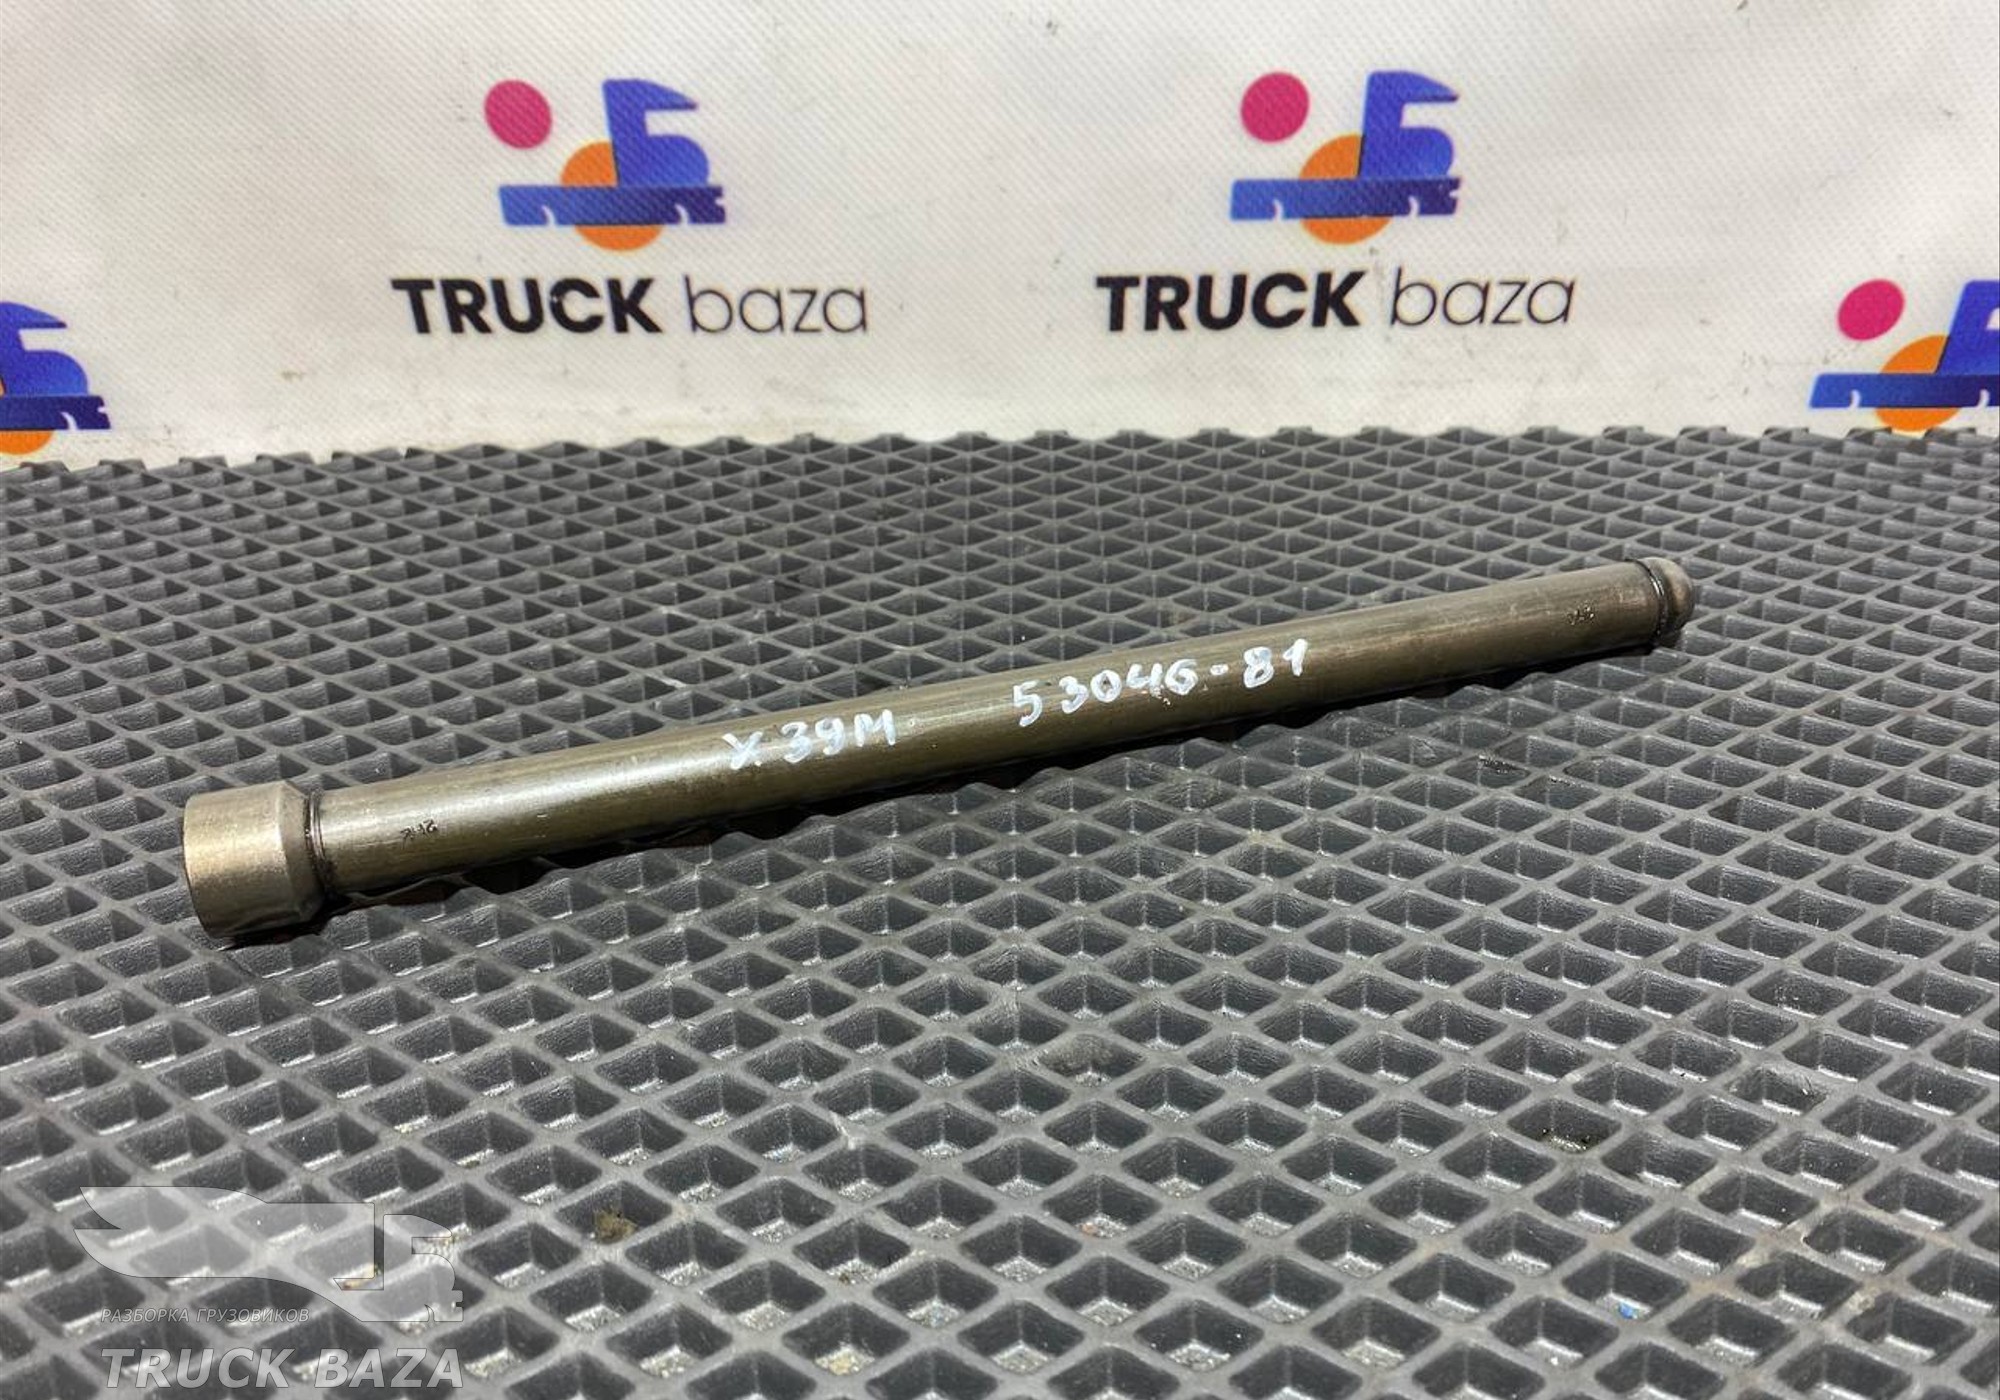 TRUCK baza
TRUCK baza
X39M 53046-81
РАЗБОРКА ГРУЗОВИКОВ
TRUCK BAZA